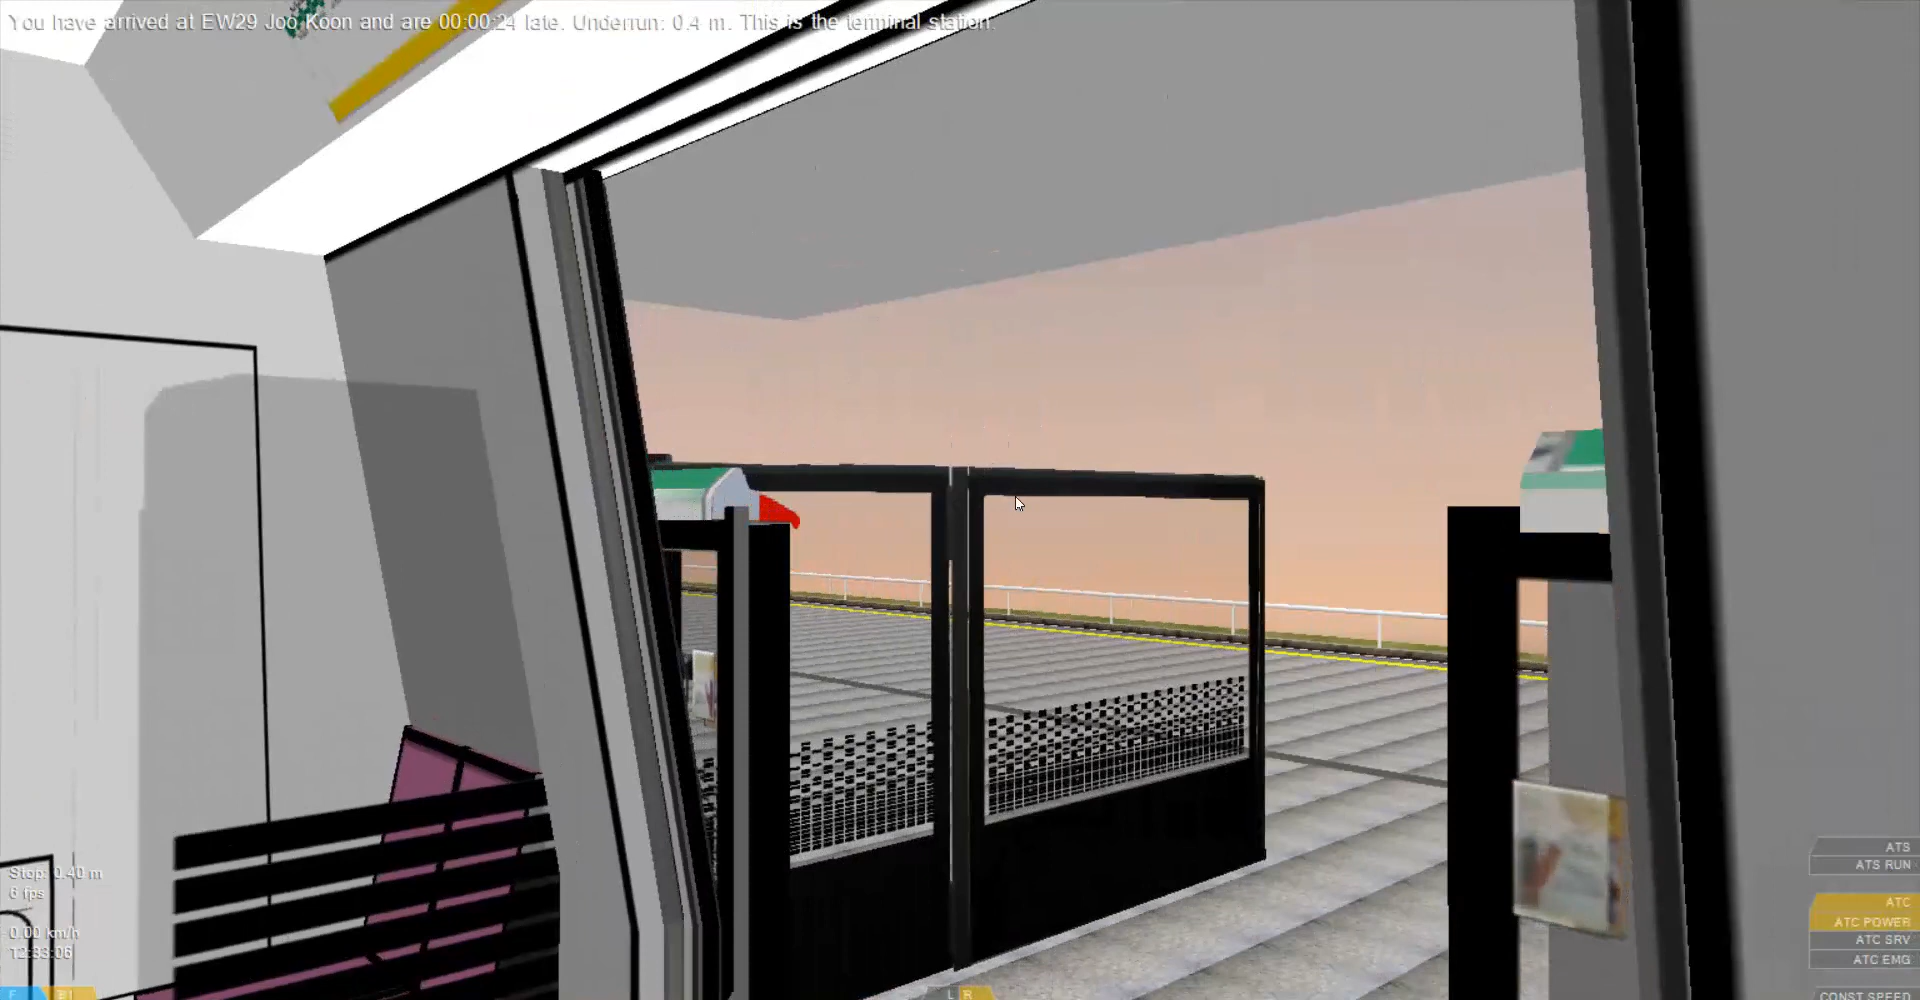 You have arrived at EW29 Joo Koon and are 00:00:24 late. Underrun: 0.4 m. This is the terminal station.
Stop: 0.40 m
6 fps
0.00 km/h
12:33:06
F B
L R
ATS
ATS RUN
ATC
ATC POWER
ATC SRV
ATC EMG
CONST SPEED